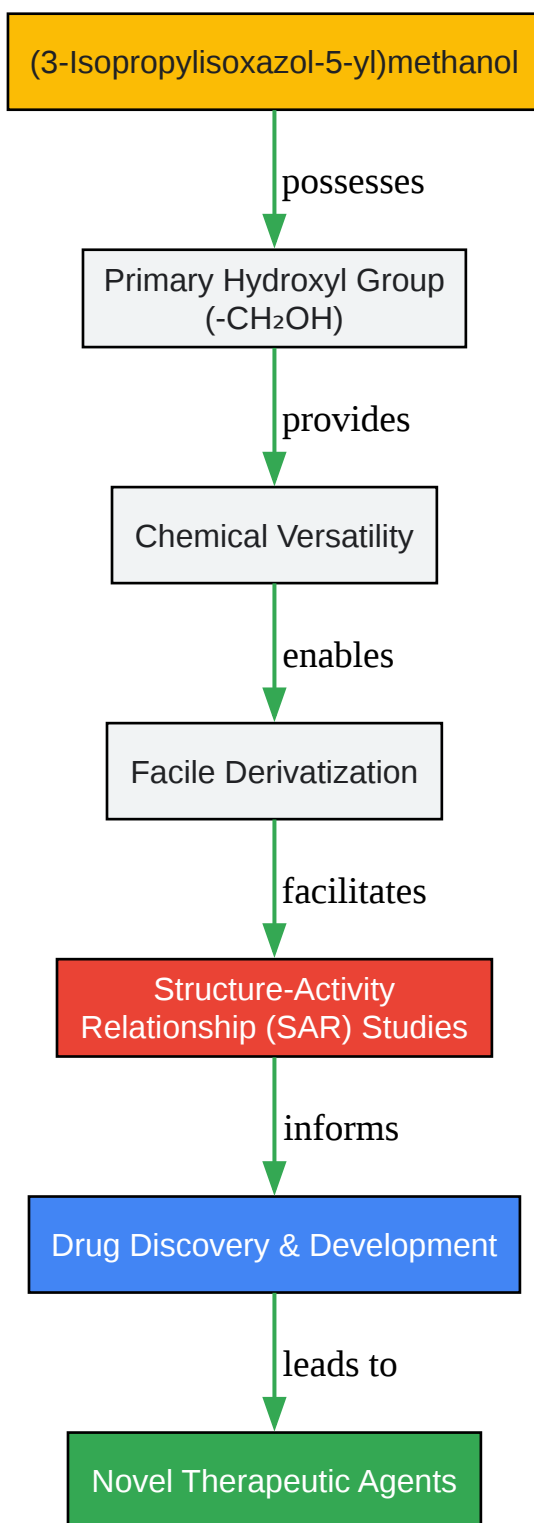 (3-Isopropylisoxazol-5-yl)methanol
possesses
Primary Hydroxyl Group
(-CH₂OH)
provides
Chemical Versatility
enables
Facile Derivatization
facilitates
Structure-Activity
Relationship (SAR) Studies
informs
Drug Discovery & Development
leads to
Novel Therapeutic Agents